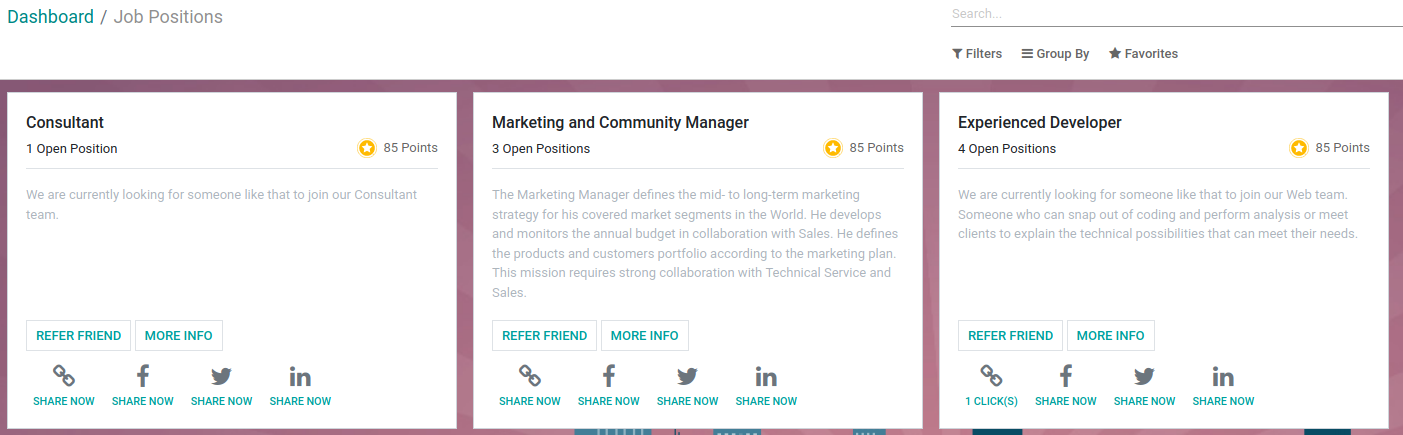 Dashboard / Job Positions
Search...
Filters Group By Favorites
Consultant
1 Open Position 85 Points
We are currently looking for someone like that to join our Consultant
team.
REFER FRIEND MORE INFO
SHARE NOW SHARE NOW SHARE NOW SHARE NOW
Marketing and Community Manager
3 Open Positions 85 Points
The Marketing Manager defines the mid- to long-term marketing
strategy for his covered market segments in the World. He develops
and monitors the annual budget in collaboration with Sales. He defines
the products and customers portfolio according to the marketing plan.
This mission requires strong collaboration with Technical Service and
Sales.
REFER FRIEND MORE INFO
SHARE NOW SHARE NOW SHARE NOW SHARE NOW
Experienced Developer
4 Open Positions 85 Points
We are currently looking for someone like that to join our Web team.
Someone who can snap out of coding and perform analysis or meet
clients to explain the technical possibilities that can meet their needs.
REFER FRIEND MORE INFO
1 CLICK(S) SHARE NOW SHARE NOW SHARE NOW